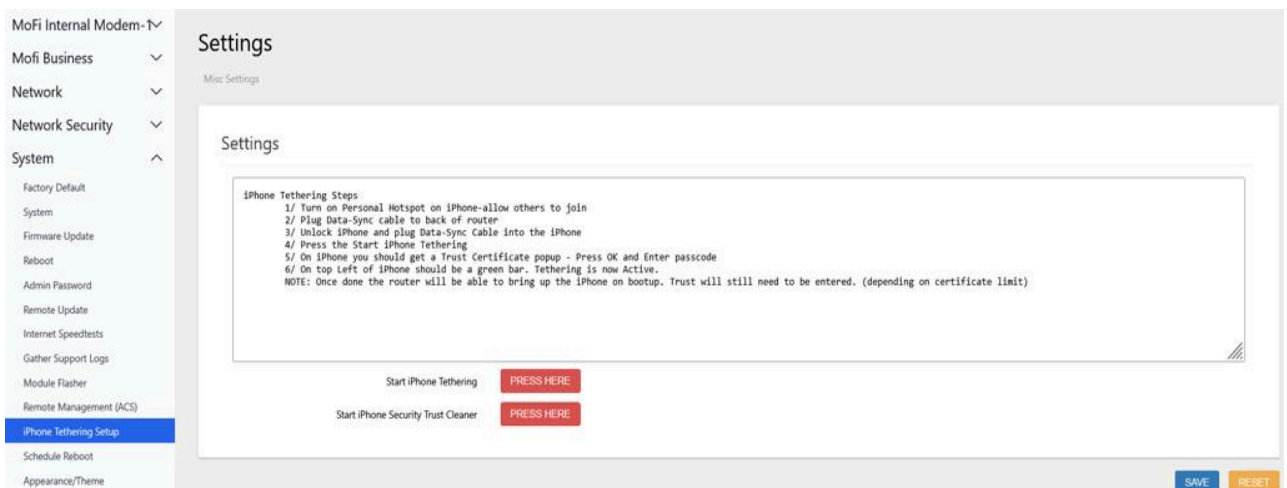 MoFi Internal Modem-1
Mofi Business
Network
Network Security
System
Factory Default
System
Firmware Update
Reboot
Admin Password
Remote Update
Internet Speedtests
Gather Support Logs
Module Flasher
Remote Management (ACS)
iPhone Tethering Setup
Schedule Reboot
Appearance/Theme
Settings
Misc Settings
Settings
iPhone Tethering Steps
1/ Turn on Personal Hotspot on iPhone-allow others to join
2/ Plug Data-Sync cable to back of router
3/ Unlock iPhone and plug Data-Sync Cable into the iPhone
4/ Press the Start iPhone Tethering
5/ On iPhone you should get a Trust Certificate popup - Press OK and Enter passcode
6/ On top Left of iPhone should be a green bar. Tethering is now Active.
NOTE: Once done the router will be able to bring up the iPhone on bootup. Trust will still need to be entered. (depending on certificate limit)
Start iPhone Tethering PRESS HERE
Start iPhone Security Trust Cleaner PRESS HERE
SAVE RESET